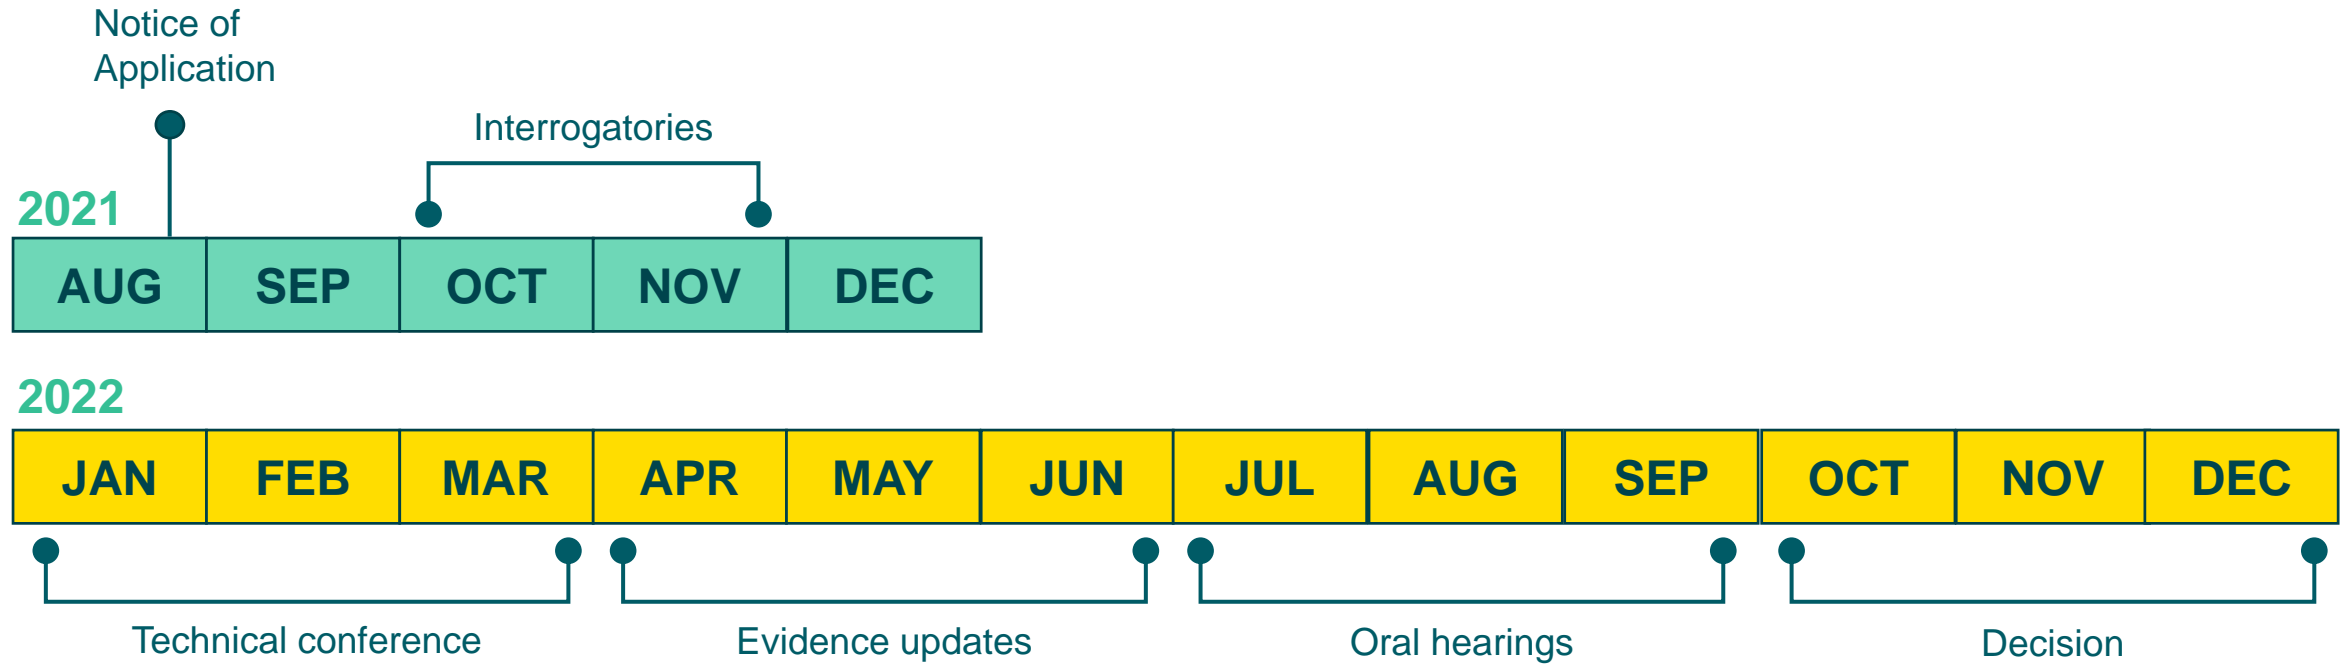 Notice of
Application
Interrogatories
2021
AUG SEP OCT NOV DEC
2022
JAN FEB MAR APR MAY JUN JUL AUG SEP OCT NOV DEC
Technical conference Evidence updates Oral hearings Decision